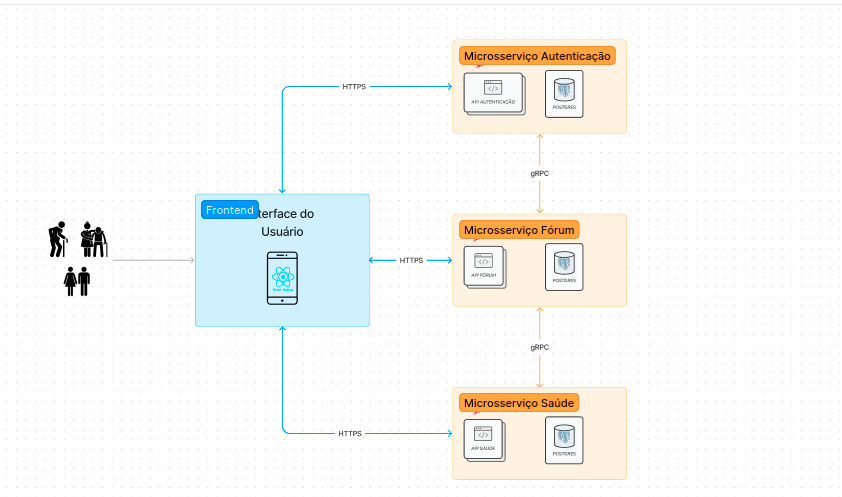 Microsserviço Autenticação
API AUTENTICAÇÃO
POSTGRES
HTTPS
gRPC
Frontend
terface do
Usuário
HTTPS
Microsserviço Fórum
API FÓRUM
POSTGRES
gRPC
HTTPS
Microsserviço Saúde
API SAÚDE
POSTGRES